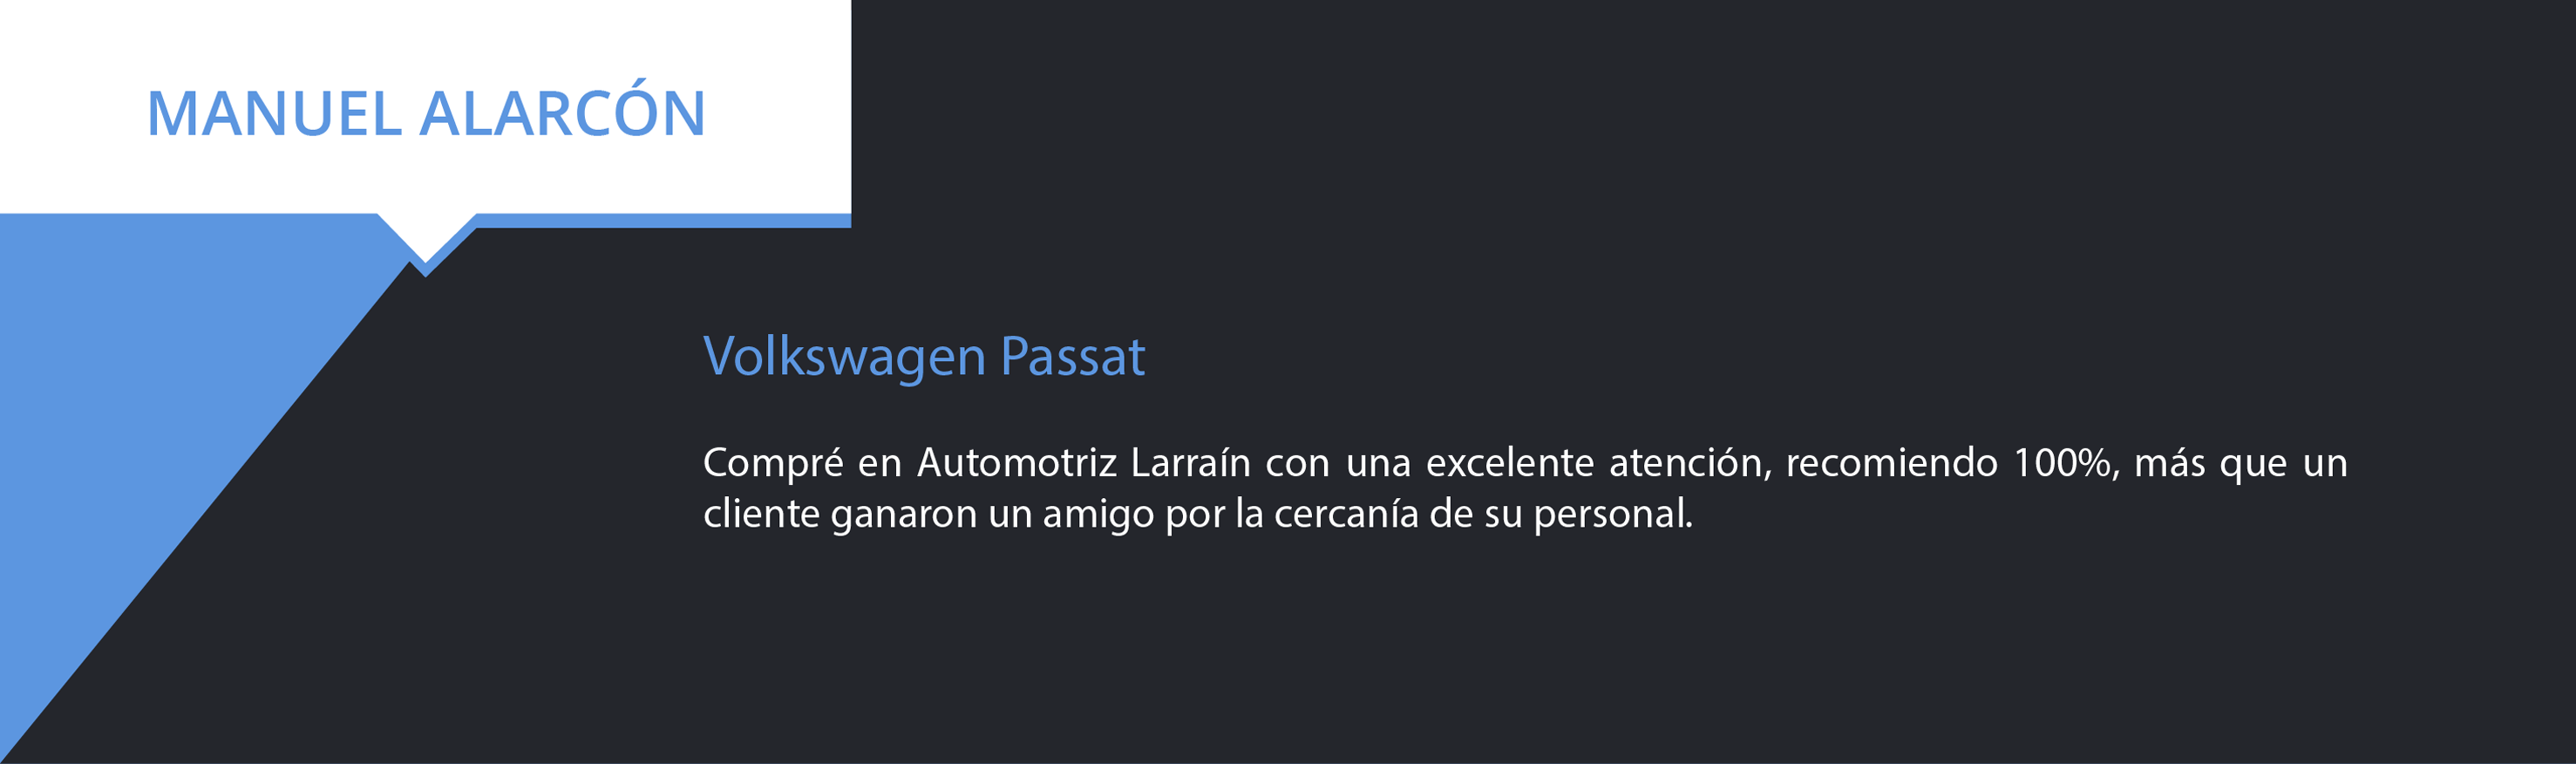 MANUEL ALARCÓN
Volkswagen Passat
Compré en Automotriz Larraín con una excelente atención, recomiendo 100%, más que un
cliente ganaron un amigo por la cercanía de su personal.